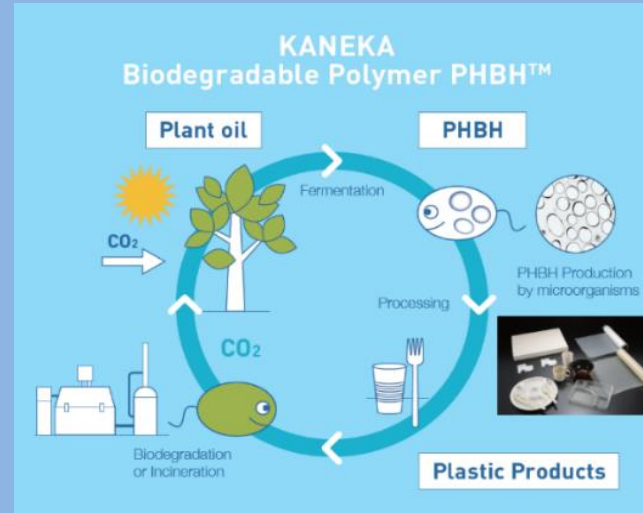 KANEKA
Biodegradable Polymer PHBH™
Plant oil
PHBH
Fermentation
CO₂
PHBH Production
by microorganisms
Processing
CO₂
Biodegradation
or Incineration
Plastic Products